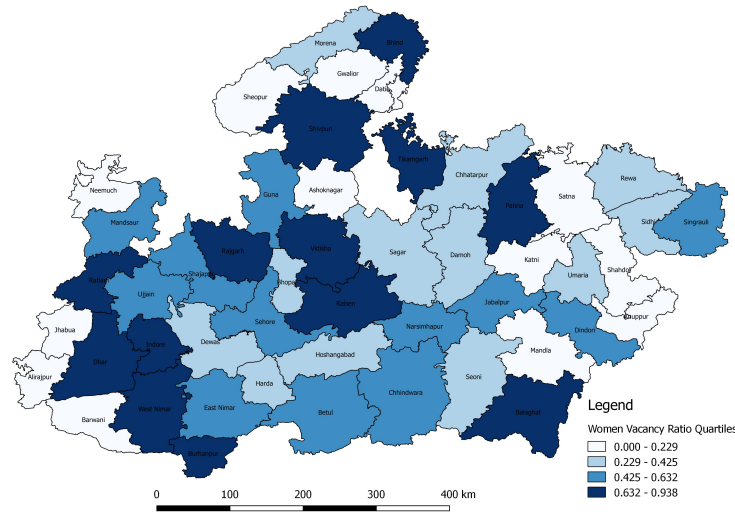 Morena
Bhind
Gwalior
Datia
Sheopur
Shivpuri
Tikamgarh
Chhatarpur
Rewa
Neemuch
Guna
Ashoknagar
Panna
Satna
Mandsaur
Sidhi
Singrauli
Rajgarh
Vidisha
Sagar
Damoh
Katni
Shahdol
Umaria
Ratlam
Shajapur
Bhopal
Ujjain
Raisen
Jabalpur
Sehore
Narsimhapur
Dindori
Jhabua
Indore
Dewas
Hoshangabad
Mandla
Dhar
Alirajpur
Harda
Seoni
Chhindwara
Barwani
West Nimar
East Nimar
Betul
Balaghat
Burhanpur
Legend
Women Vacancy Ratio Quartiles
0.000 - 0.229
0.229 - 0.425
0.425 - 0.632
0.632 - 0.938
0 100 200 300 400 km